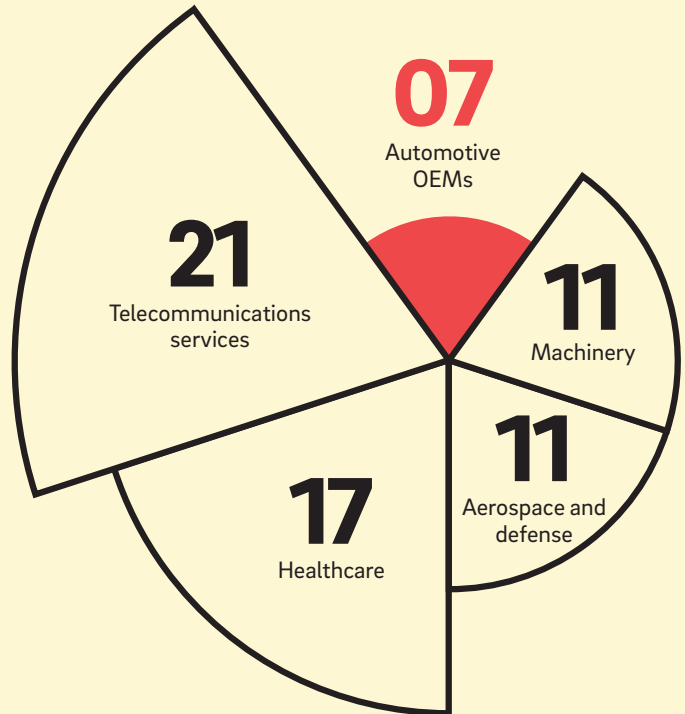 07
Automotive
OEMs
21
Telecommunications
services
11
Machinery
11
Aerospace and
defense
17
Healthcare